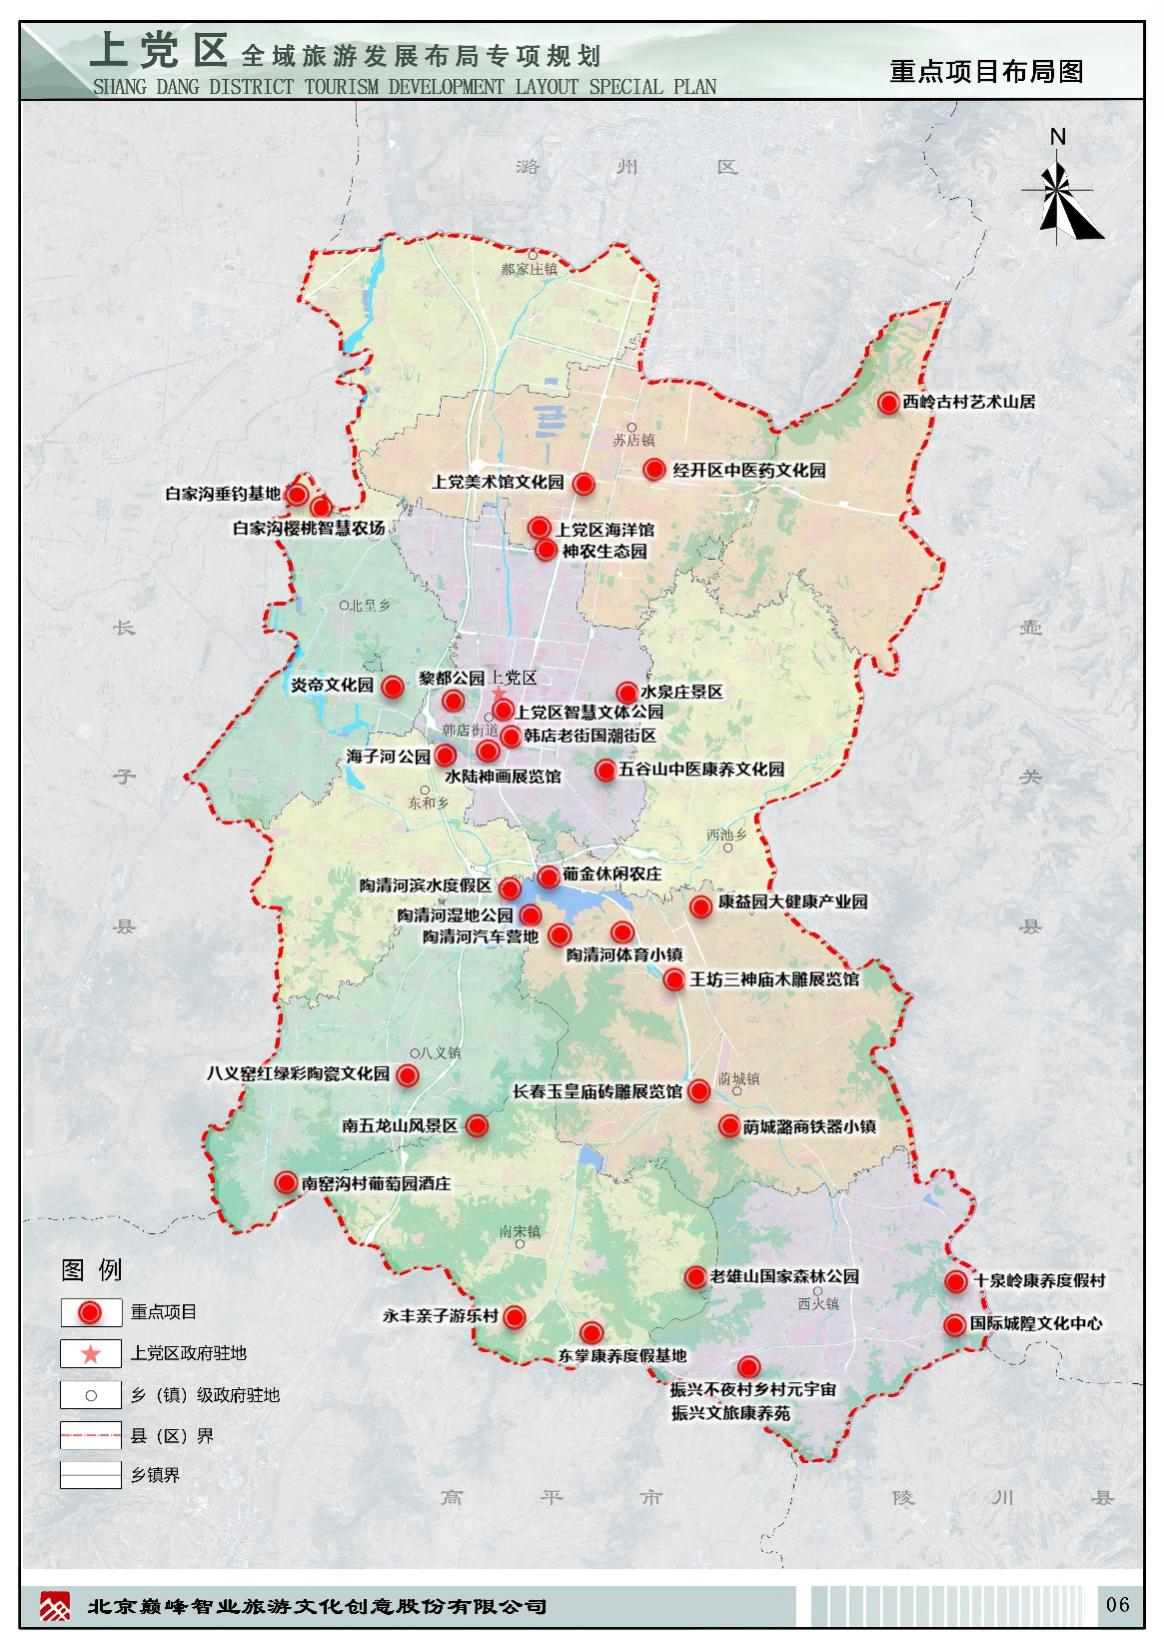 上党区 全域旅游发展布局专项规划
SHANG DANG DISTRICT TOURISM DEVELOPMENT LAYOUT SPECIAL PLAN
重点项目布局图
N
潞州区
郝家庄镇
西岭古村艺术山居
苏店镇
经开区中医药文化园
上党美术馆文化园
白家沟垂钓基地
白家沟樱桃智慧农场
上党区海洋馆
神农生态园
北呈乡
长子县
壶关县
炎帝文化园
黎都公园
上党区
水泉庄景区
上党区智慧文体公园
韩店街道
韩店老街国潮街区
海子河公园
水陆神画展览馆
五谷山中医康养文化园
东和乡
西池乡
葡金休闲农庄
陶清河滨水度假区
康益园大健康产业园
陶清河湿地公园
陶清河汽车营地
陶清河体育小镇
王坊三神庙木雕展览馆
八义镇
八义窑红绿彩陶瓷文化园
荫城镇
长春玉皇庙砖雕展览馆
南五龙山风景区
荫城潞商铁器小镇
南窑沟村葡萄园酒庄
南宋镇
老雄山国家森林公园
十泉岭康养度假村
西火镇
永丰亲子游乐村
国际城隍文化中心
东掌康养度假基地
振兴不夜村乡村元宇宙
振兴文旅康养苑
图例
重点项目
上党区政府驻地
乡（镇）级政府驻地
县（区）界
乡镇界
高平市
陵川县
北京巅峰智业旅游文化创意股份有限公司
06